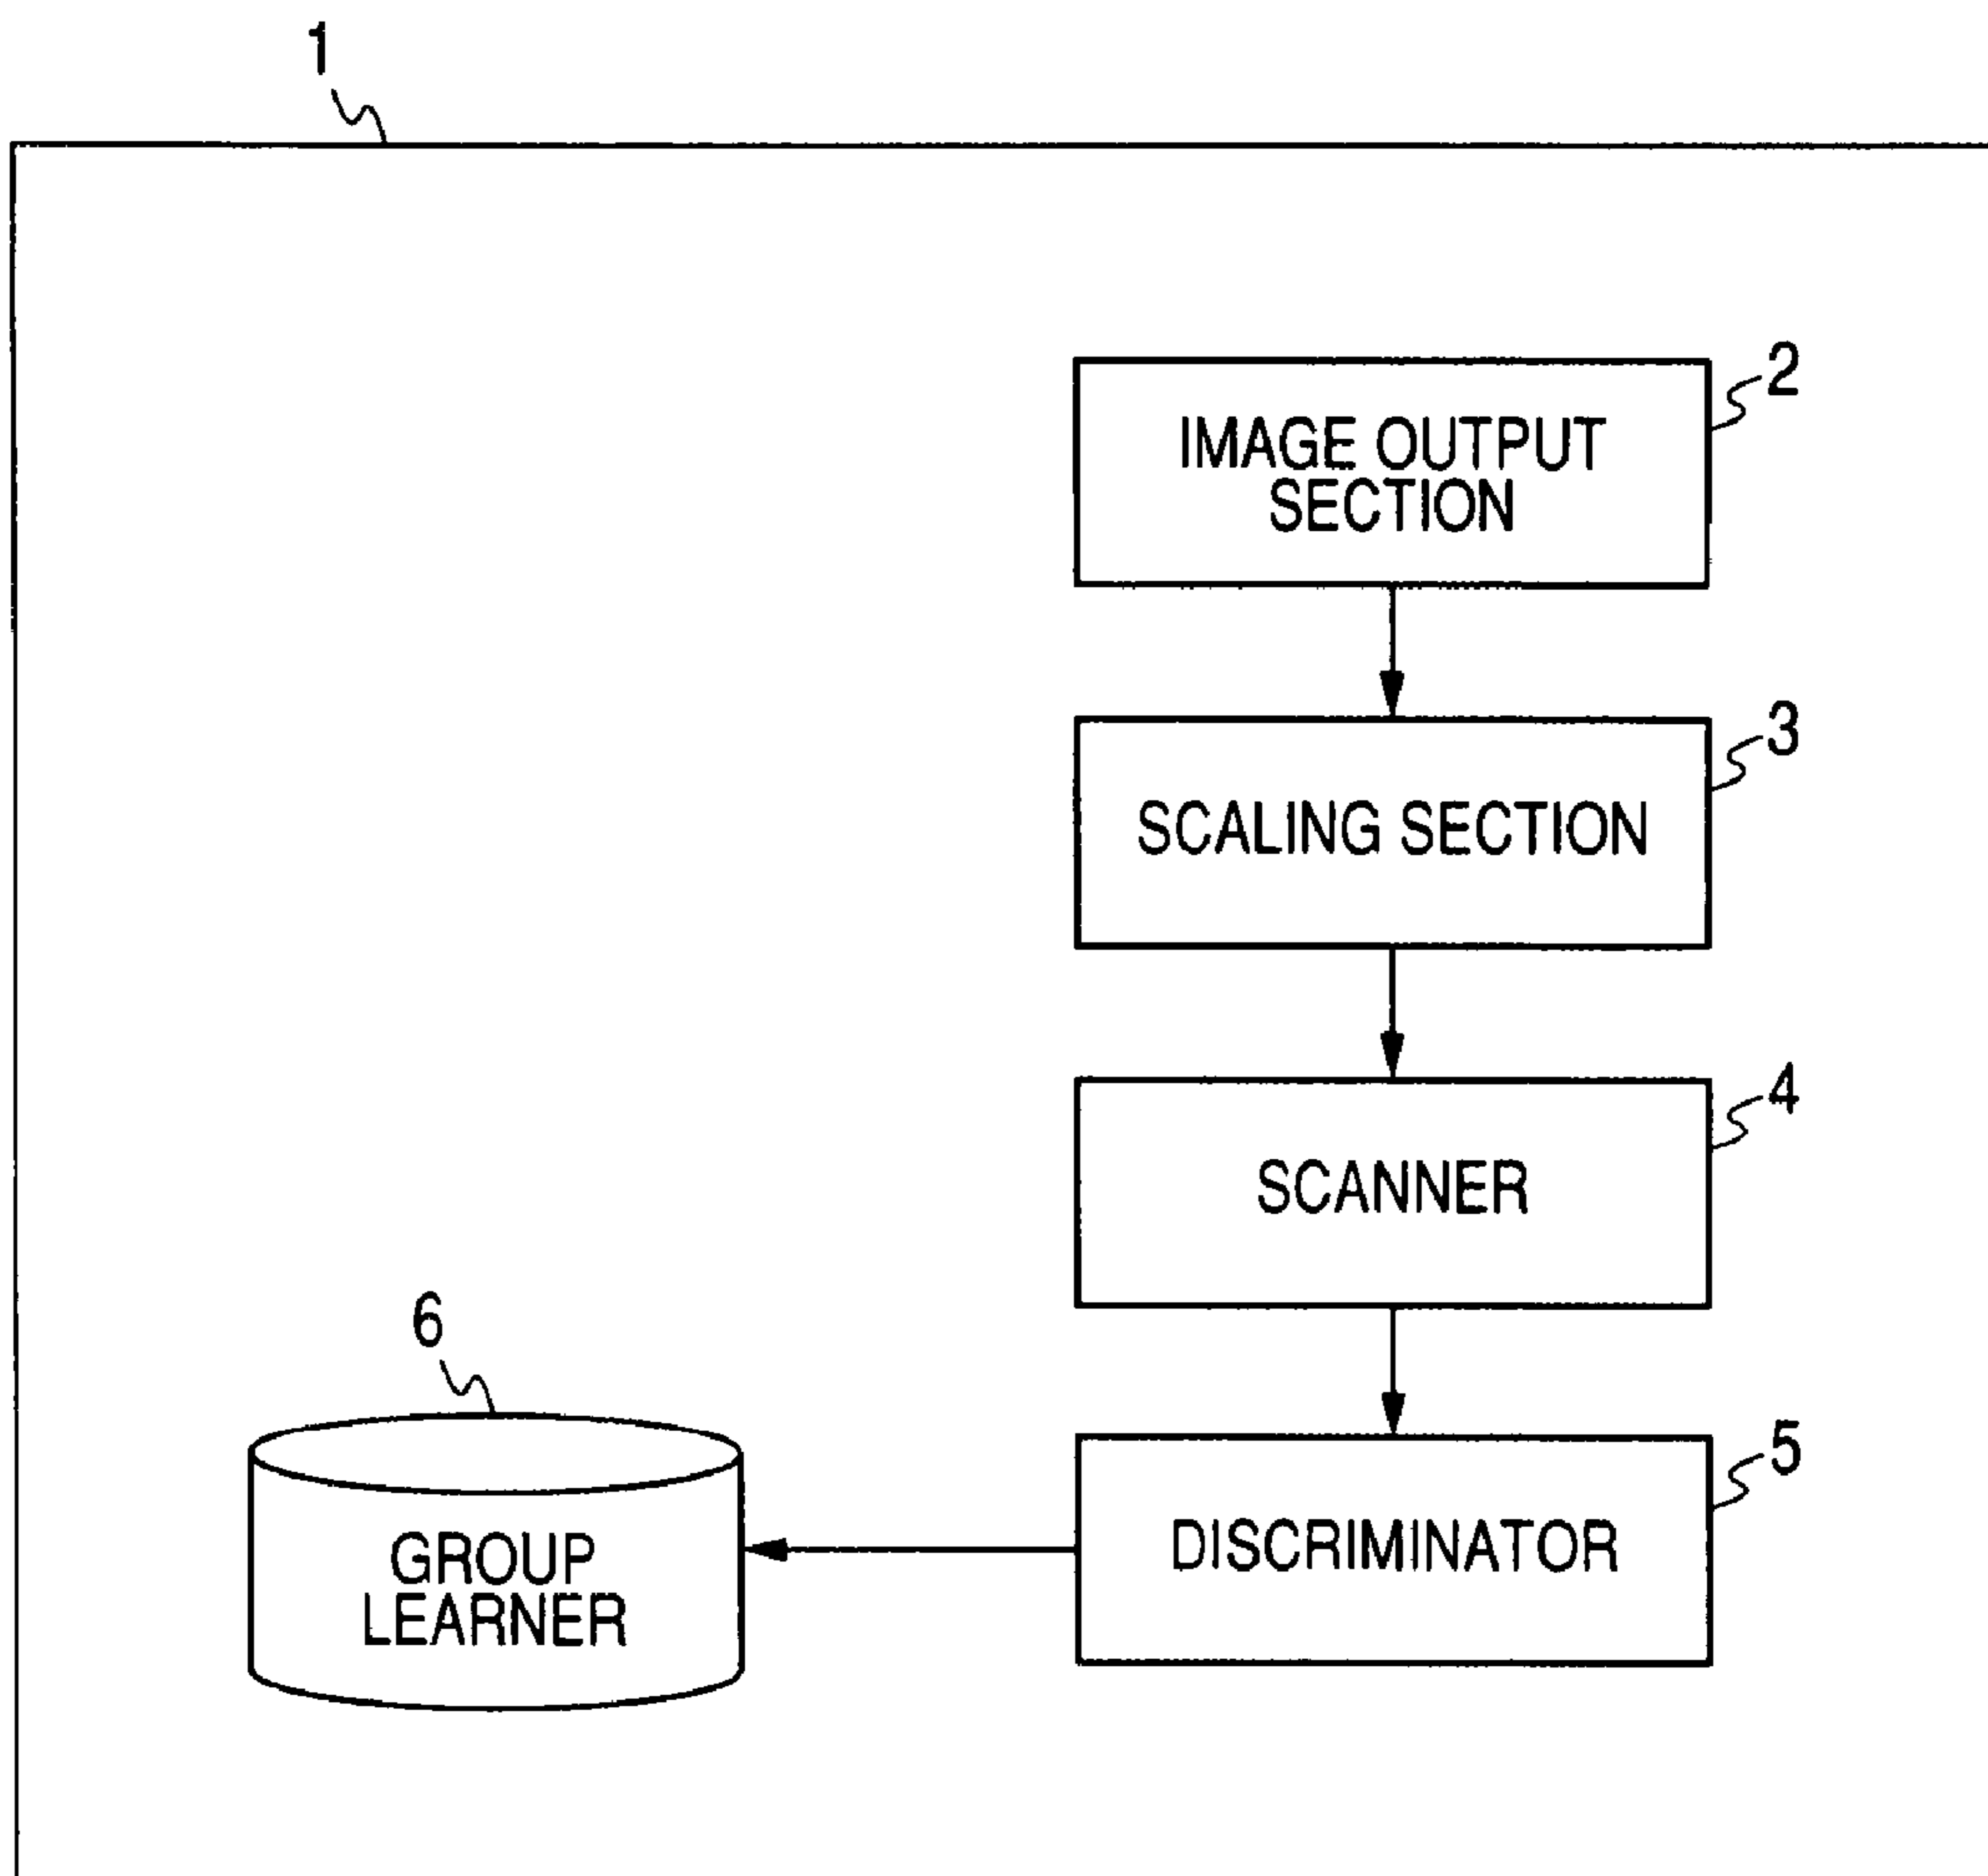 1
2
IMAGE OUTPUT
SECTION
3
SCALING SECTION
4
SCANNER
6
5
GROUP
LEARNER
DISCRIMINATOR